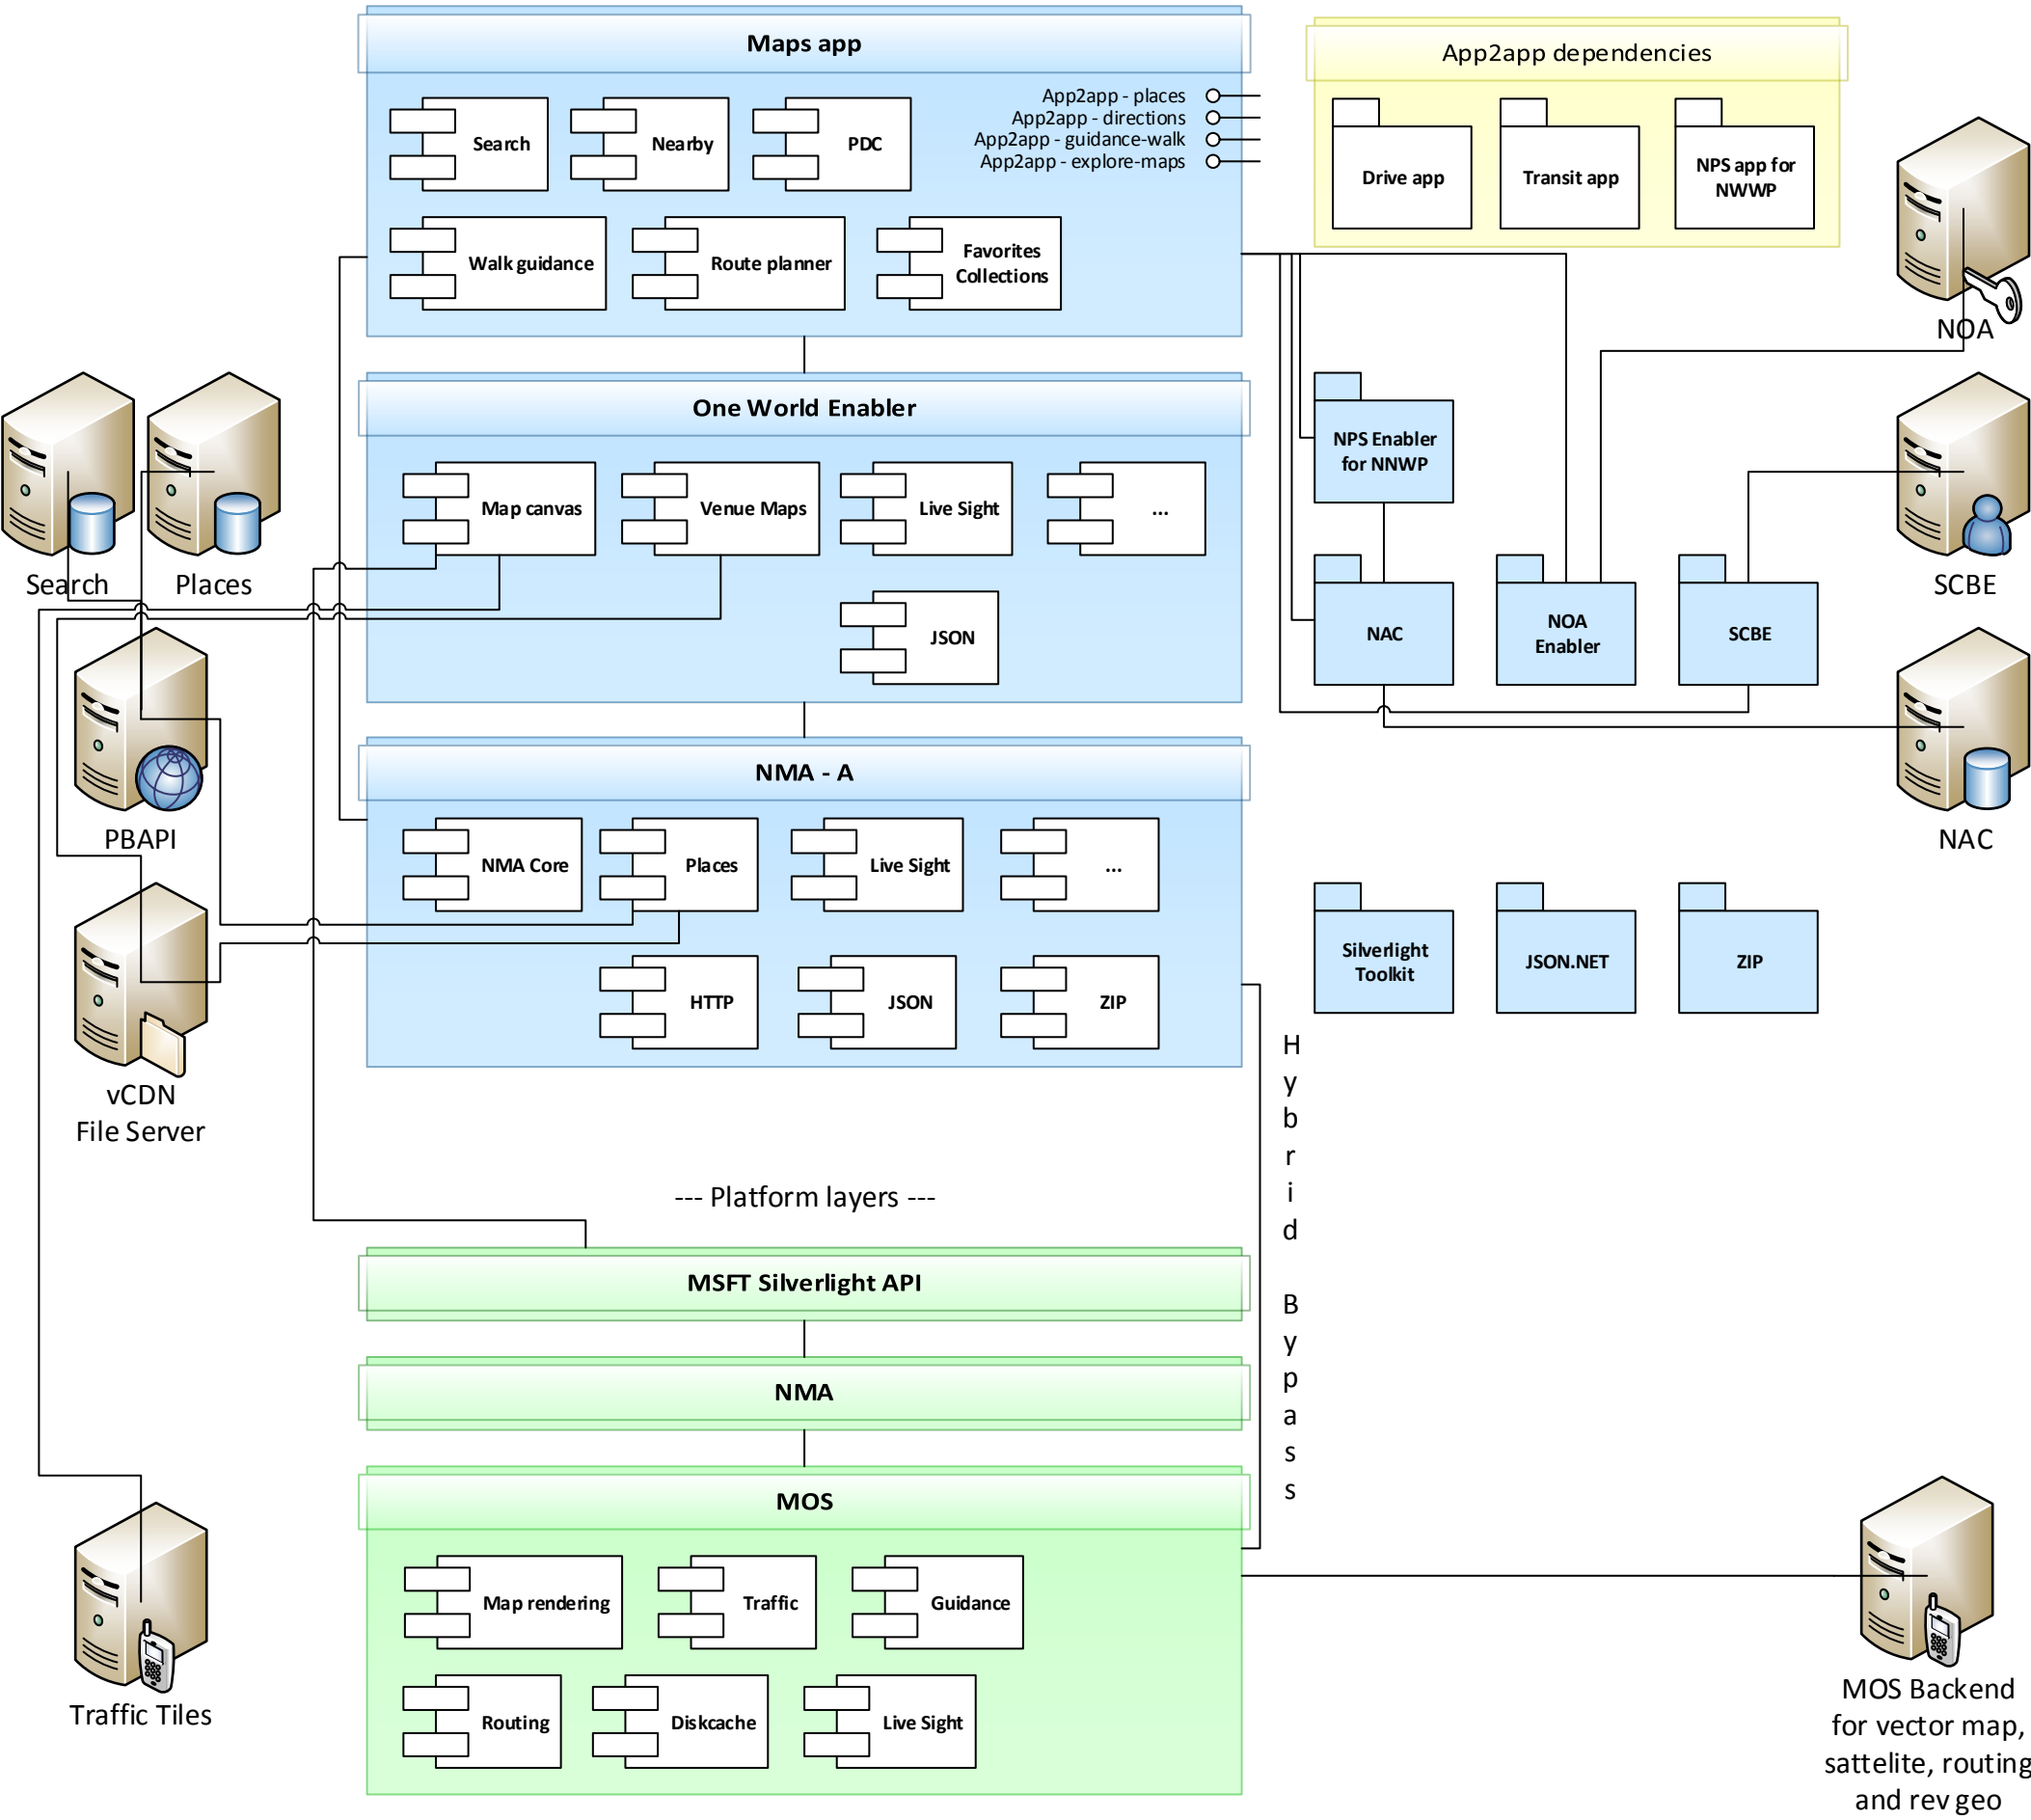 Maps app
Search
Nearby
PDC
App2app - places
App2app - directions
App2app - guidance-walk
App2app - explore-maps
Walk guidance
Route planner
Favorites
Collections
App2app dependencies
Drive app
Transit app
NPS app for
NWWP
NOA
One World Enabler
Map canvas
Venue Maps
Live Sight
...
JSON
Search
Places
NPS Enabler
for NNWP
NAC
NOA
Enabler
SCBE
SCBE
NAC
PBAPI
NMA - A
NMA Core
Places
Live Sight
...
HTTP
JSON
ZIP
Silverlight
Toolkit
JSON.NET
ZIP
vCDN
File Server
H
y
b
r
i
d
B
y
p
a
s
s
--- Platform layers ---
MSFT Silverlight API
NMA
MOS
Map rendering
Traffic
Guidance
Routing
Diskcache
Live Sight
Traffic Tiles
MOS Backend
for vector map,
sattelite, routing
and rev geo